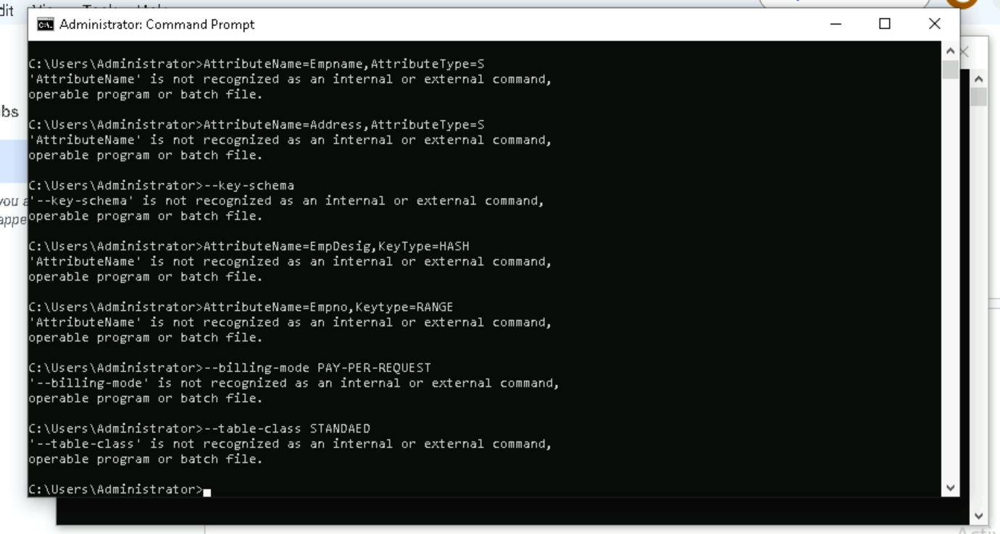 dit
Administrator: Command Prompt
C:\Users\Administrator>AttributeName=Empname,AttributeType=S
'AttributeName' is not recognized as an internal or external command,
operable program or batch file.
C:\Users\Administrator>AttributeName=Address,AttributeType=S
'AttributeName' is not recognized as an internal or external command,
operable program or batch file.
C:\Users\Administrator>--key-schema
'--key-schema' is not recognized as an internal or external command,
operable program or batch file.
C:\Users\Administrator>AttributeName=EmpDesig,KeyType=HASH
'AttributeName' is not recognized as an internal or external command,
operable program or batch file.
C:\Users\Administrator>AttributeName=Empno,Keytype=RANGE
'AttributeName' is not recognized as an internal or external command,
operable program or batch file.
C:\Users\Administrator>--billing-mode PAY-PER-REQUEST
'--billing-mode' is not recognized as an internal or external command,
operable program or batch file.
C:\Users\Administrator>--table-class STANDAED
'--table-class' is not recognized as an internal or external command,
operable program or batch file.
C:\Users\Administrator>
bs
you a
appe